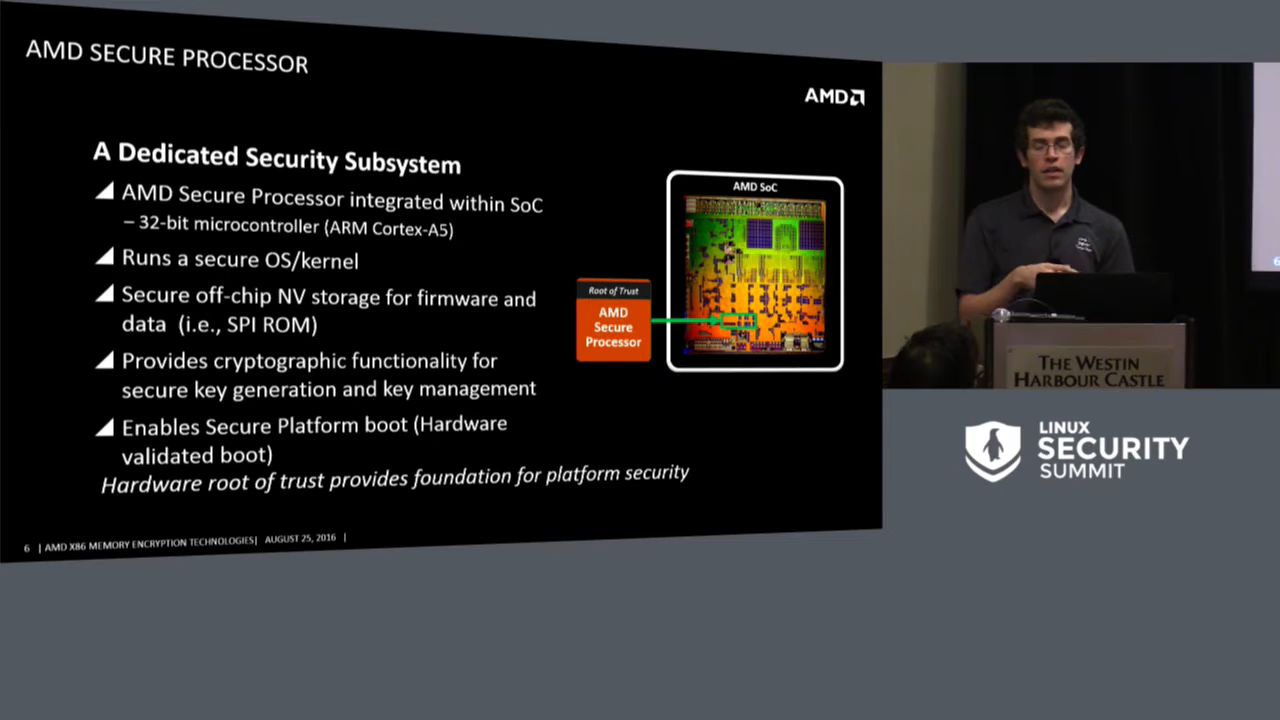 AMD SECURE PROCESSOR
AMD
A Dedicated Security Subsystem
AMD Secure Processor integrated within SoC
– 32-bit microcontroller (ARM Cortex-A5)
Runs a secure OS/kernel
Secure off-chip NV storage for firmware and
data (i.e., SPI ROM)
Provides cryptographic functionality for
secure key generation and key management
Enables Secure Platform boot (Hardware
validated boot)
Hardware root of trust provides foundation for platform security
AMD SoC
Root of Trust
AMD
Secure
Processor
6 | AMD X86 MEMORY ENCRYPTION TECHNOLOGIES| AUGUST 25, 2016 |
THE WESTIN
HARBOUR CASTLE
LINUX
SECURITY
SUMMIT